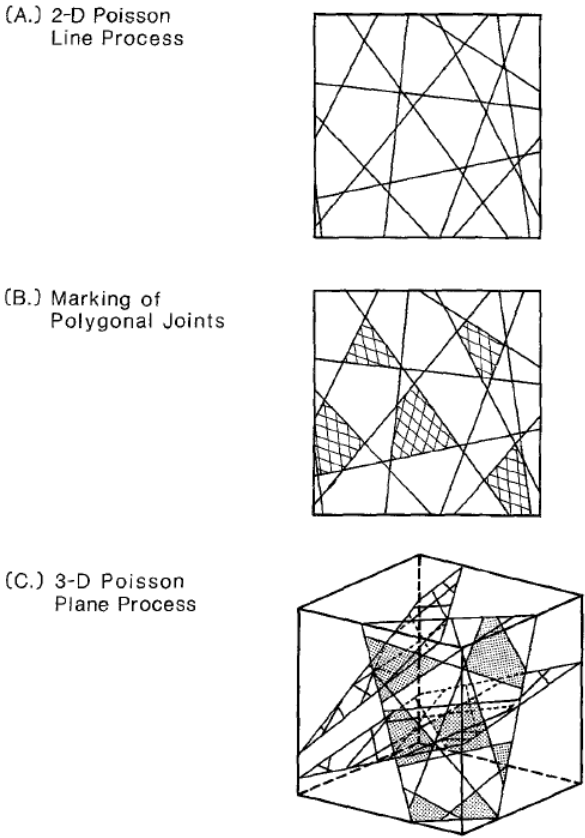 (A.) 2-D Poisson
Line Process
(B.) Marking of
Polygonal Joints
(C.) 3-D Poisson
Plane Process